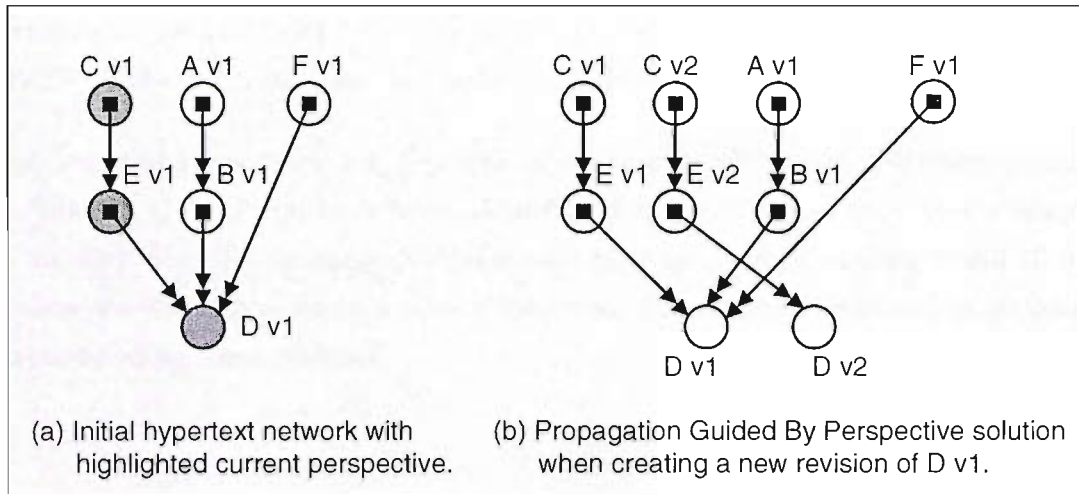 C v1 A v1 F v1
E v1 B v1
D v1
(a) Initial hypertext network with
highlighted current perspective.
C v1 C v2 A v1 F v1
E v1 E v2 B v1
D v1 D v2
(b) Propagation Guided By Perspective solution
when creating a new revision of D v1.